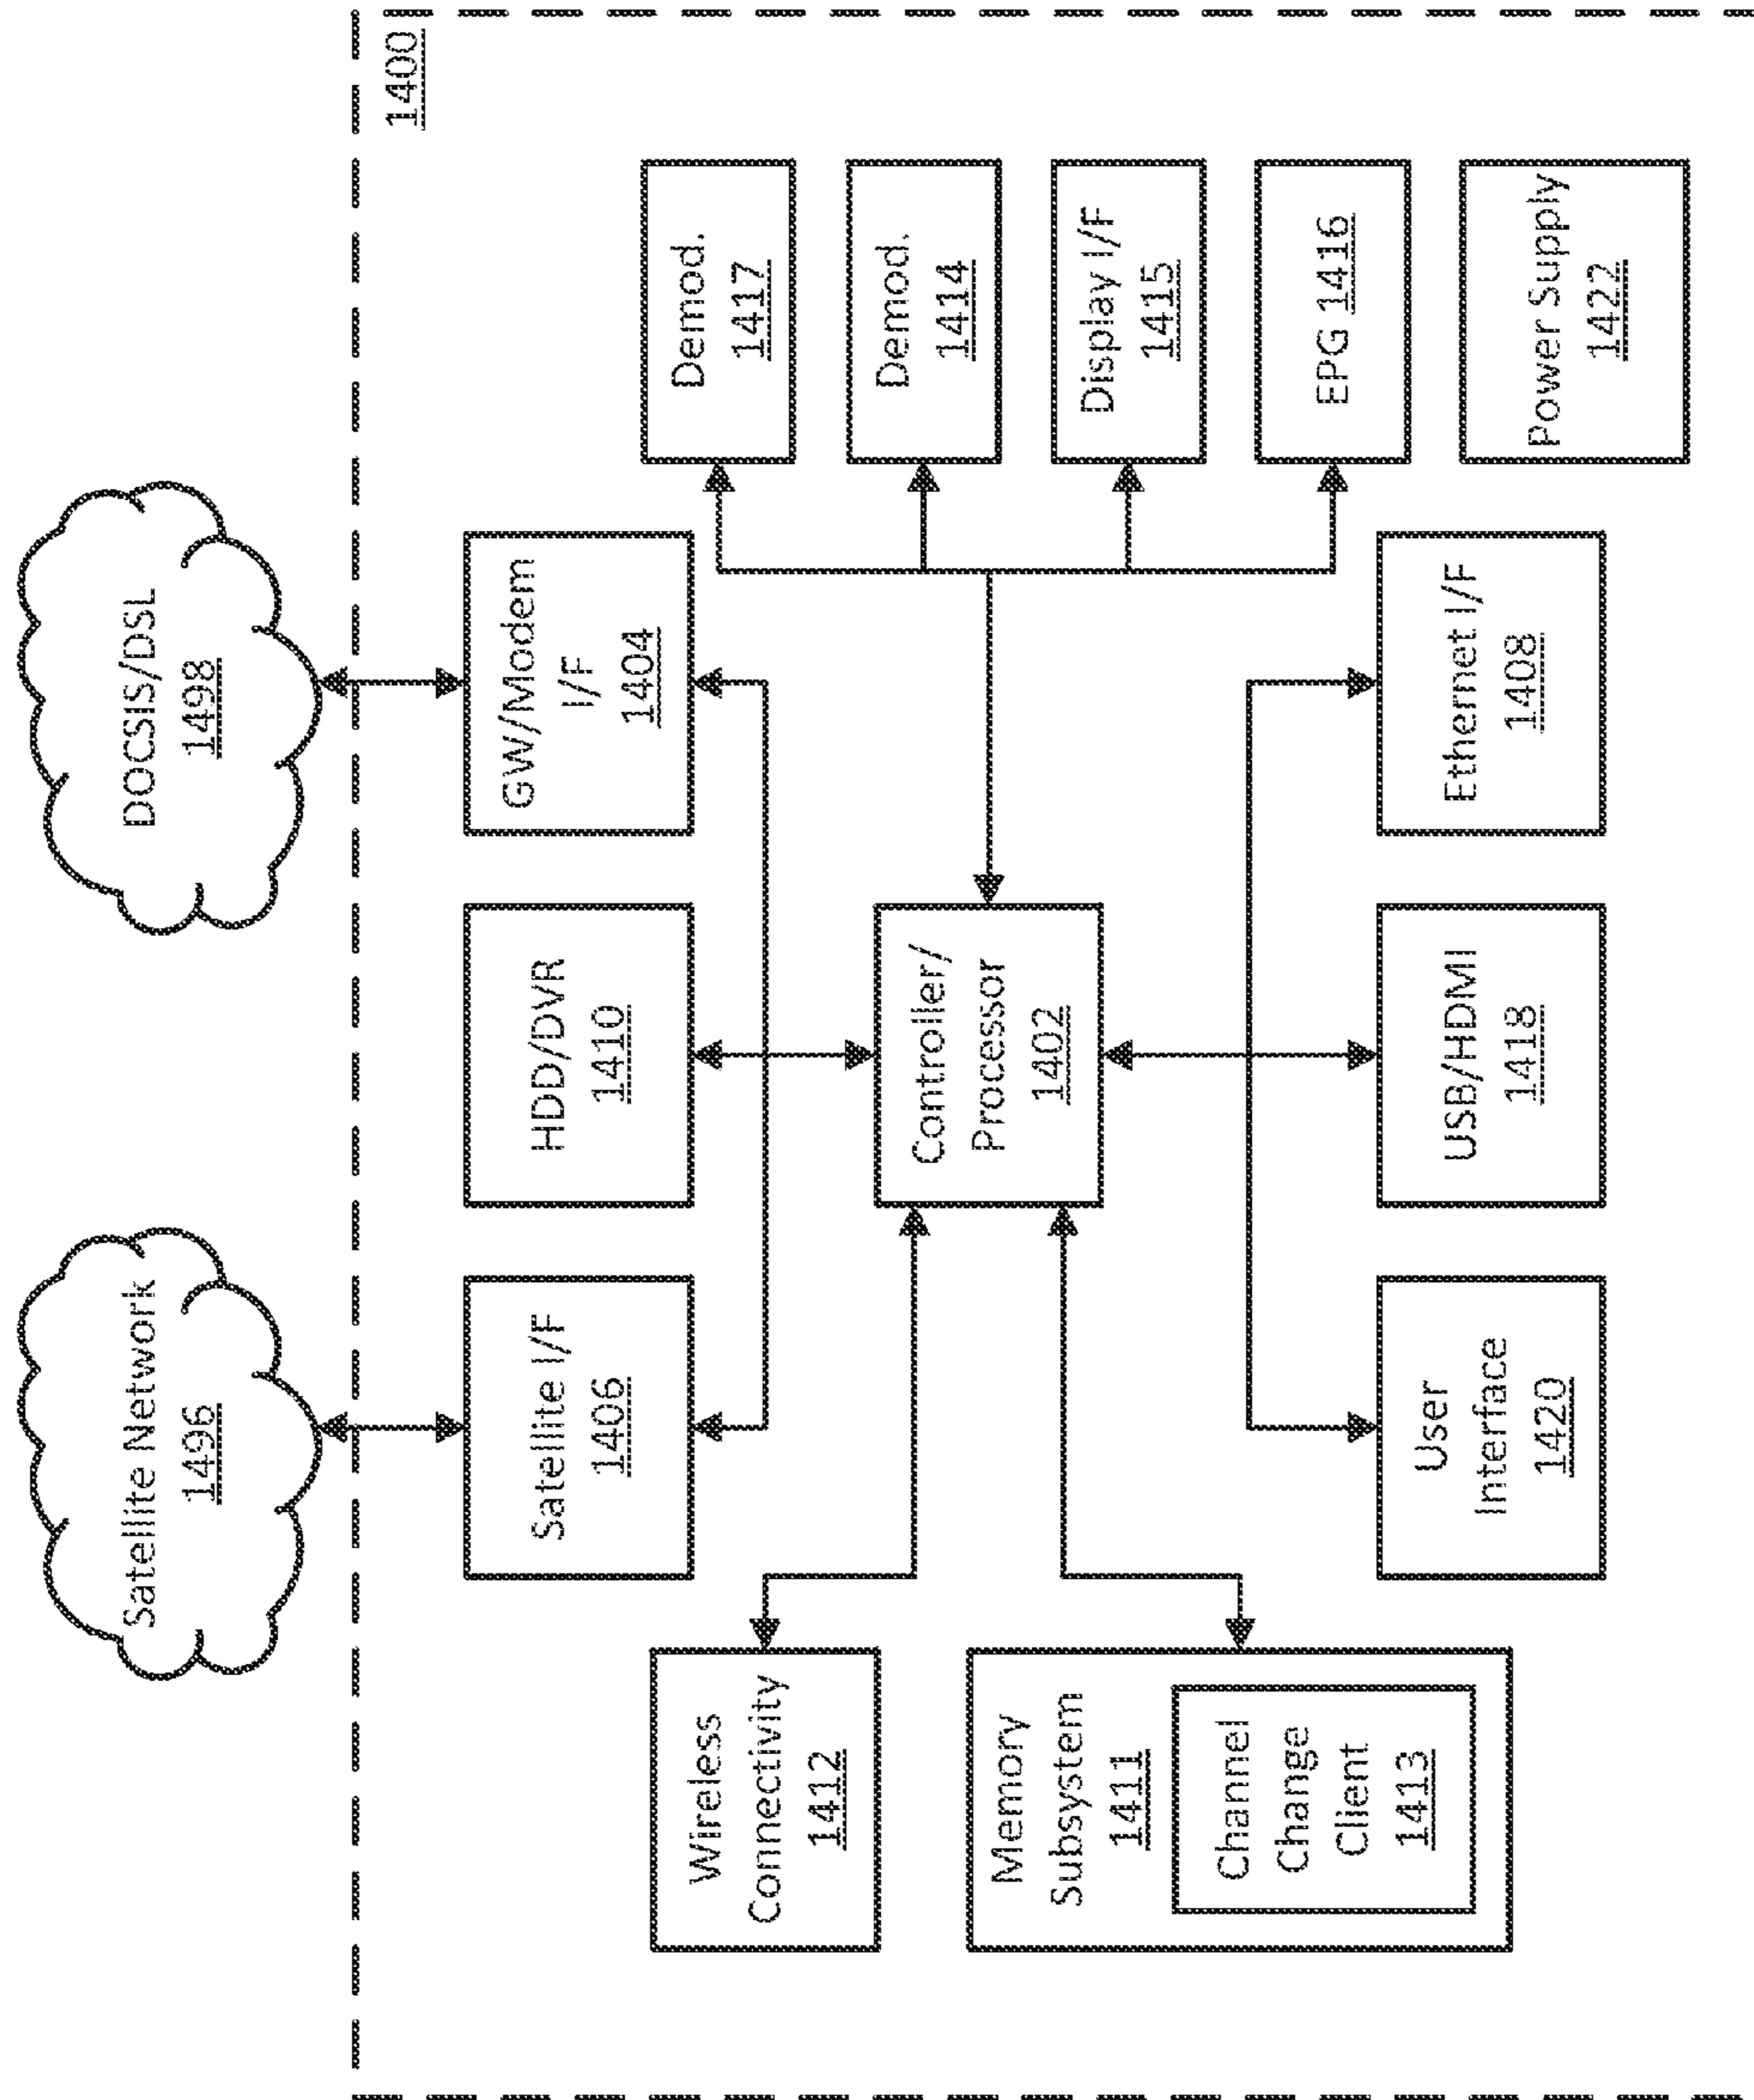 1400
Satellite Network
1496
DOCSIS/DSL
1498
Satellite I/F
1406
HDD/DVR
1410
GW/Modem
I/F
1404
Wireless
Connectivity
1412
Memory
Subsystem
1411
Channel
Change
Client
1413
Controller/
Processor
1402
Demod.
1417
Demod.
1414
Display I/F
1415
EPG 1416
Power Supply
1422
User
Interface
1420
USB/HDMI
1418
Ethernet I/F
1408